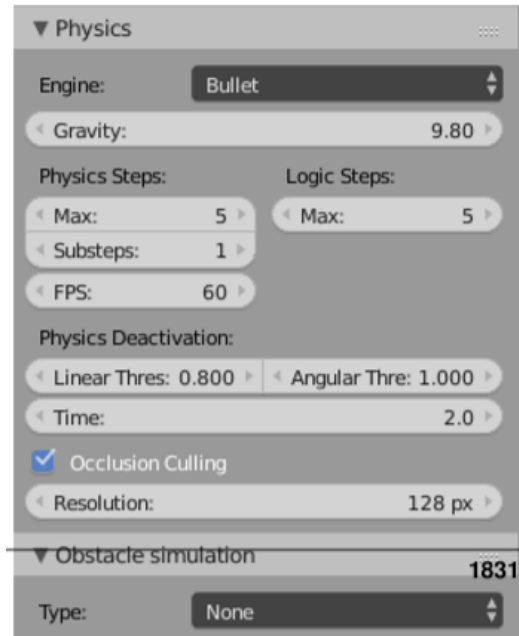 Physics
Engine: Bullet
Gravity: 9.80
Physics Steps: Logic Steps:
Max: 5 Max: 5
Substeps: 1
FPS: 60
Physics Deactivation:
Linear Thres: 0.800 Angular Thre: 1.000
Time: 2.0
Occlusion Culling
Resolution: 128 px
Obstacle simulation
1831
Type: None